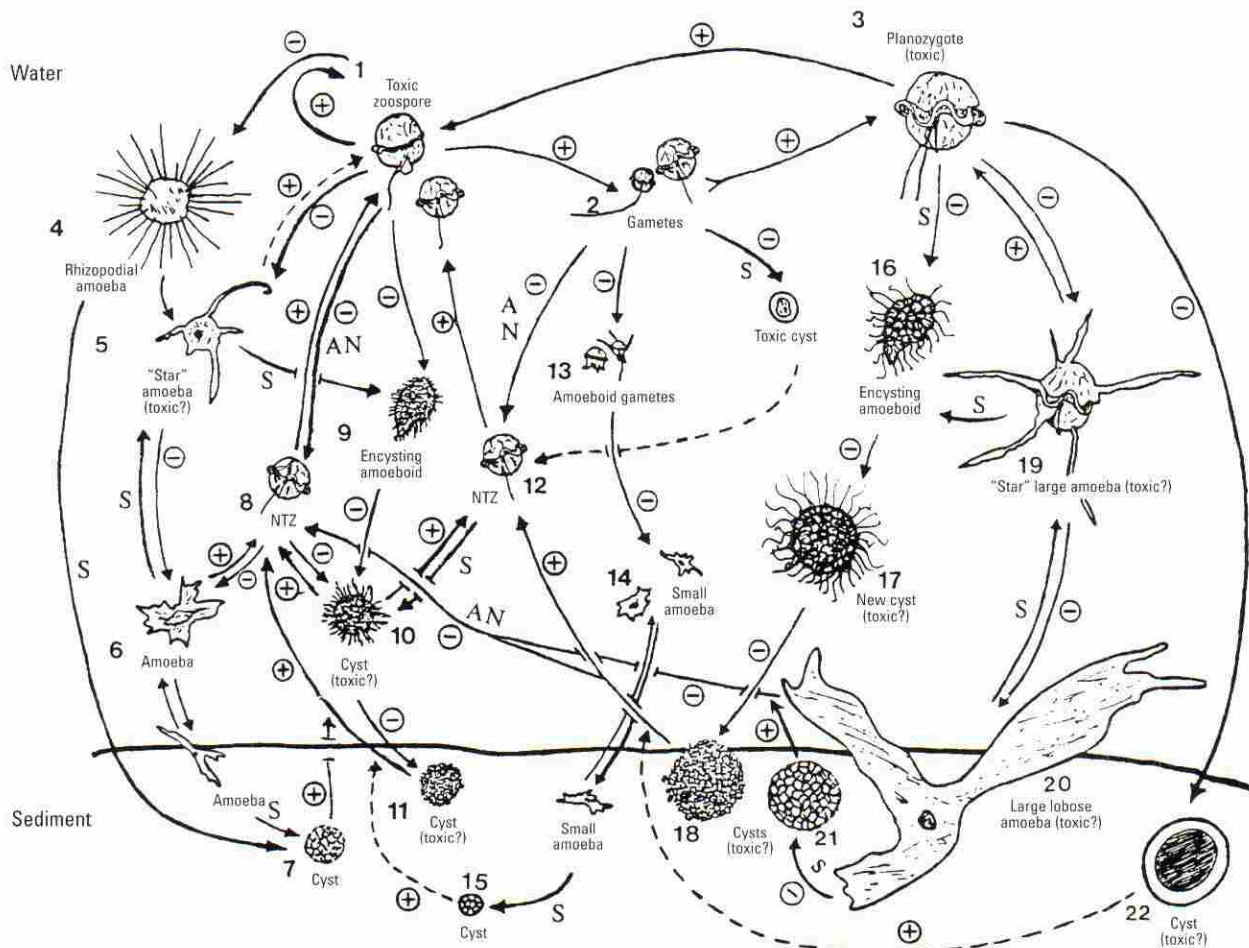 3
Planozygote
(toxic)
⊕
⊖
Water
1
Toxic
zoospore
⊕
⊕
⊕
⊕
⊖
4
2
Gametes
⊖
⊖
⊕
S
⊖
Rhizopodial
amoeba
⊖
S
16
⊖
5
⊕
⊖
AN
⊖
A
N
⊖
⊕
Toxic cyst
S
"Star"
amoeba
(toxic?)
13
Amoeboid gametes
Encysting
amoeboid
S
9
Encysting
amoeboid
19
"Star" large amoeba (toxic?)
⊖
⊖
S
8
NTZ
12
NTZ
⊖
⊖
⊕
S
S
⊕
⊖
⊕
⊖
⊕
14
Small
amoeba
17
New cyst
(toxic?)
S
⊖
6
Amoeba
10
Cyst
(toxic?)
AN
⊖
⊖
⊕
⊖
⊖
⊕
Amoeba
S
⊕
11
Cyst
(toxic?)
Small
amoeba
18
Cysts
(toxic?)
21
20
Large lobose
amoeba (toxic?)
Sediment
7
Cyst
⊕
15
Cyst
S
S
⊖
22
⊕
Cyst
(toxic?)